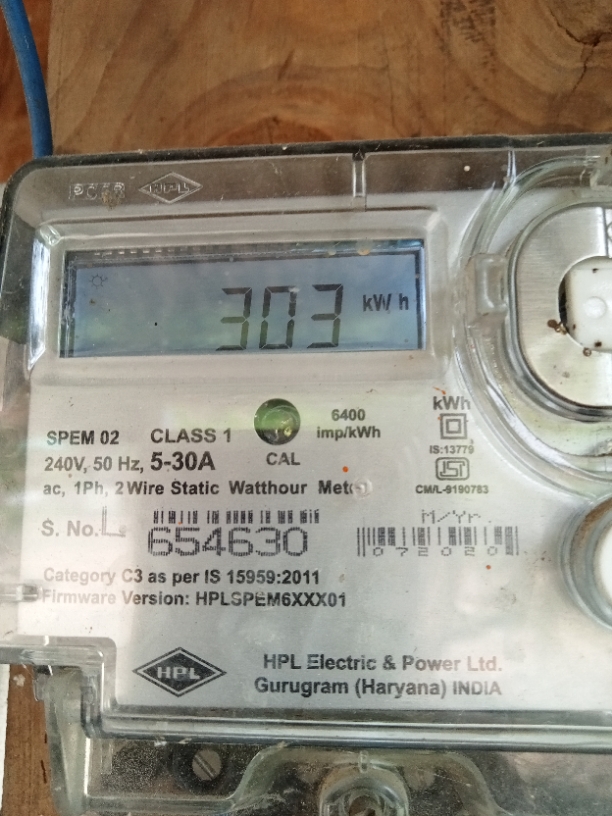 303 kWh
SPEM 02 CLASS 1
6400
imp/kWh
kWh
240V, 50 Hz, 5-30A
CAL
IS:13779
ISI
CM/L-9190783
ac, 1Ph, 2 Wire Static Watthour Meter
M/Yr.
S. No. L 654630
072020
Category C3 as per IS 15959:2011
Firmware Version: HPLSPEM6XXX01
HPL
HPL Electric & Power Ltd.
Gurugram (Haryana) INDIA